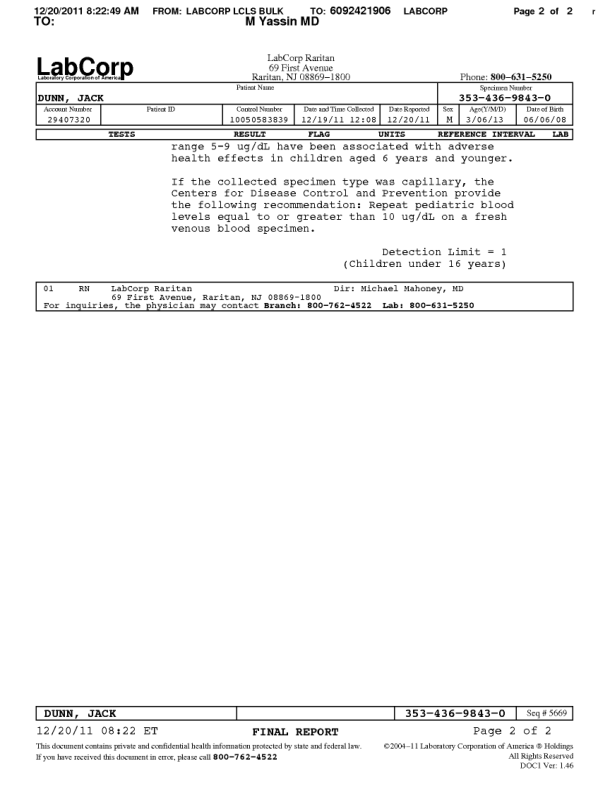 12/20/2011 8:22:49 AM FROM: LABCORP LCLS BULK TO: 6092421906 LABCORP Page 2 of 2 r
TO: M Yassin MD
LabCorp
Laboratory Corporation of America
LabCorp Raritan
69 First Avenue
Raritan, NJ 08869-1800
Phone: 800-631-5250
Patient Name Specimen Number
DUNN, JACK 353-436-9843-0
Account Number Patient ID Control Number Date and Time Collected Date Reported Sex Age(Y/M/D) Date of Birth
29407320 10050583839 12/19/11 12:08 12/20/11 M 3/06/13 06/06/08
TESTS RESULT FLAG UNITS REFERENCE INTERVAL LAB
range 5-9 ug/dL have been associated with adverse
health effects in children aged 6 years and younger.
If the collected specimen type was capillary, the
Centers for Disease Control and Prevention provide
the following recommendation: Repeat pediatric blood
levels equal to or greater than 10 ug/dL on a fresh
venous blood specimen.
Detection Limit = 1
(Children under 16 years)
01 RN LabCorp Raritan Dir: Michael Mahoney, MD
69 First Avenue, Raritan, NJ 08869-1800
For inquiries, the physician may contact Branch: 800-762-4522 Lab: 800-631-5250
DUNN, JACK 353-436-9843-0 Seq # 5669
12/20/11 08:22 ET FINAL REPORT Page 2 of 2
This document contains private and confidential health information protected by state and federal law.
If you have received this document in error, please call 800-762-4522
©2004-11 Laboratory Corporation of America ® Holdings
All Rights Reserved
DOC1 Ver: 1.46